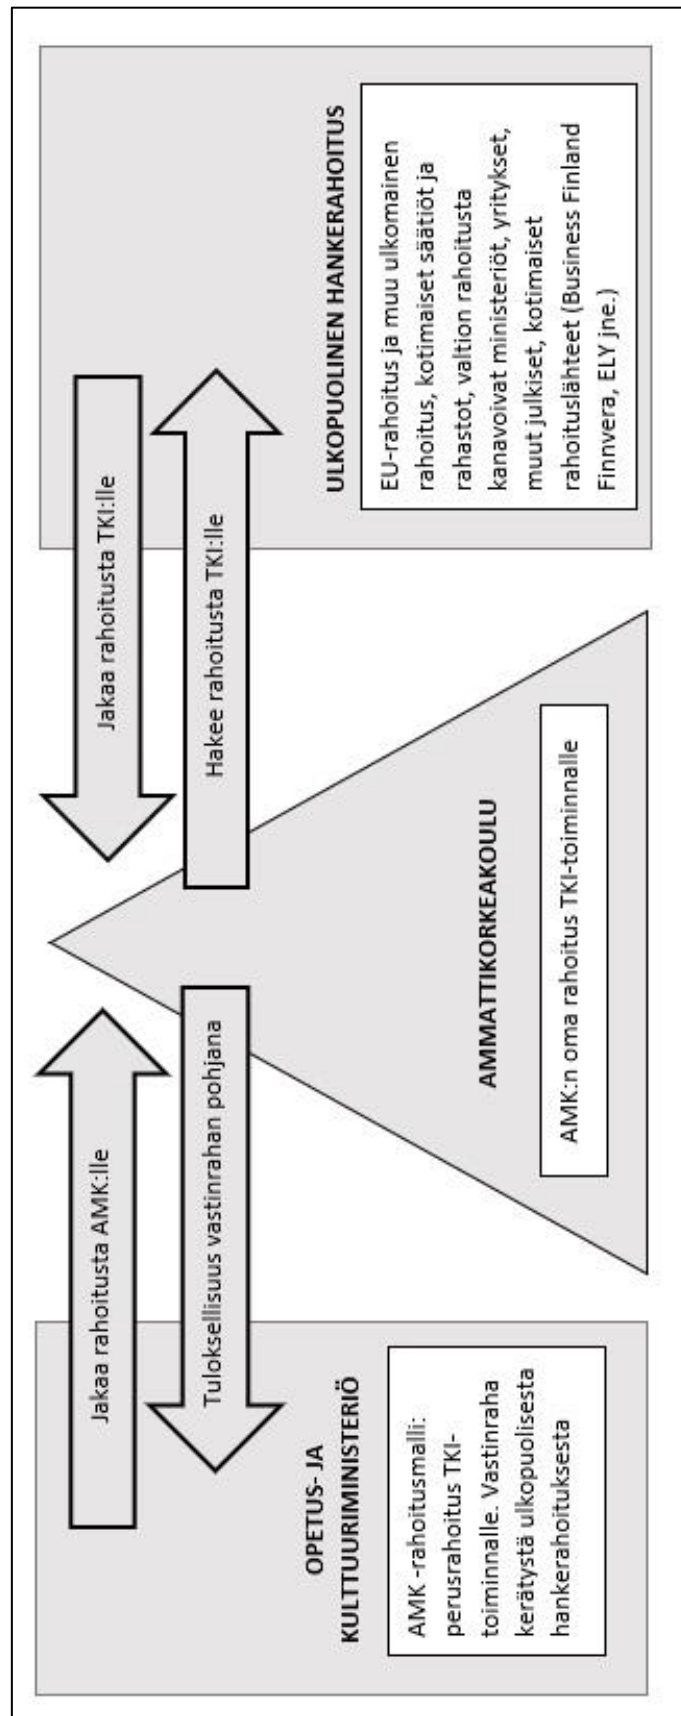 Jakaa rahoitusta AMK:lle
Tuloksellisuus vastinrahan pohjana
OPETUS- JA
KULTTUURIMINISTERIÖ
AMK -rahoitusmalli:
perusrahoitus TKI-
toiminnalle. Vastinraha
kerätystä ulkopuolisesta
hankerahoituksesta
AMMATTIKORKEAKOULU
AMK:n oma rahoitus TKI-toiminnalle
Jakaa rahoitusta TKI:lle
Hakee rahoitusta TKI:lle
ULKOPUOLINEN HANKERAHOITUS
EU-rahoitus ja muu ulkomainen
rahoitus, kotimaiset säätiöt ja
rahastot, valtion rahoitusta
kanavoivat ministeriöt, yritykset,
muut julkiset, kotimaiset
rahoituslähteet (Business Finland
Finnvera, ELY jne.)